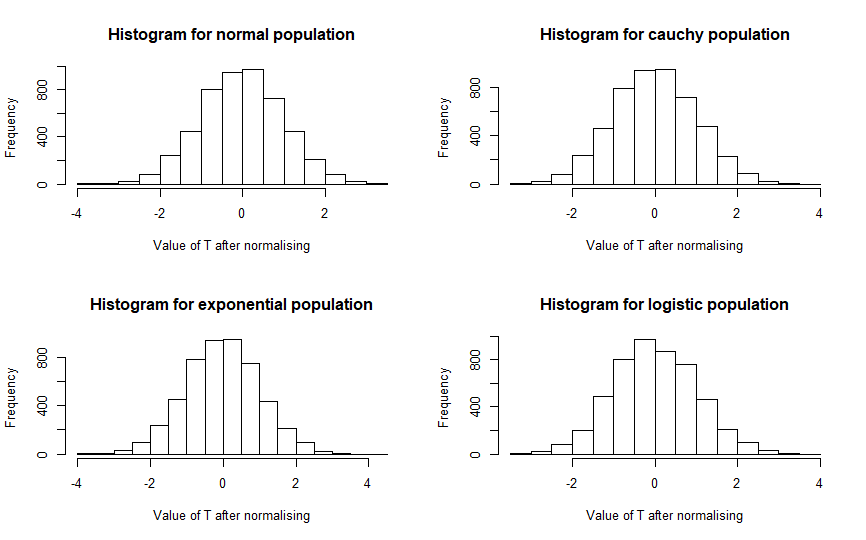 Histogram for normal population
Frequency
0 400 800
-4 -2 0 2
Value of T after normalising
Histogram for cauchy population
Frequency
0 400 800
-2 0 2 4
Value of T after normalising
Histogram for exponential population
Frequency
0 400 800
-4 -2 0 2 4
Value of T after normalising
Histogram for logistic population
Frequency
0 400 800
-2 0 2 4
Value of T after normalising